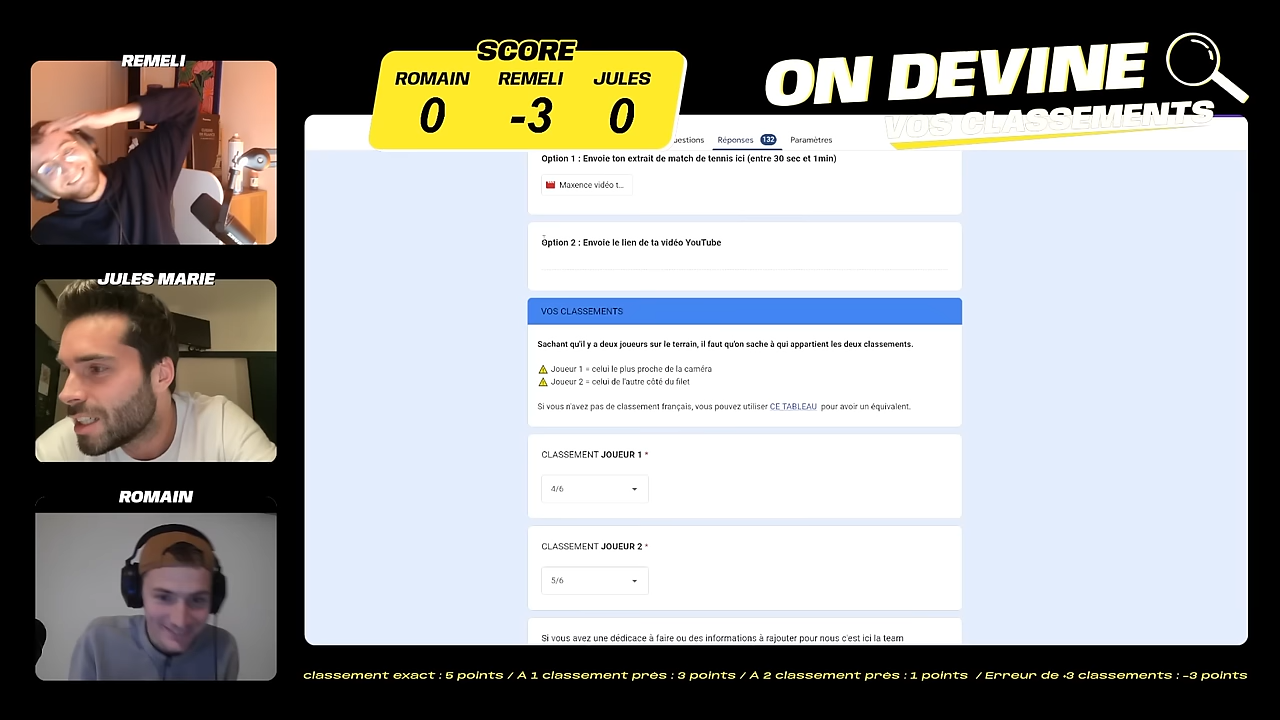 REMELI
JULES MARIE
ROMAIN
SCORE
ROMAIN REMELI JULES
0 -3 0
ON DEVINE
VOS CLASSEMENTS
Réponses 132 Paramètres
Option 1 : Envoie ton extrait de match de tennis ici (entre 30 sec et 1min)
Maxence vidéo t...
Option 2 : Envoie le lien de ta vidéo YouTube
VOS CLASSEMENTS
Sachant qu'il y a deux joueurs sur le terrain, il faut qu'on sache à qui appartient les deux classements.
⚠ Joueur 1 = celui le plus proche de la caméra
⚠ Joueur 2 = celui de l'autre côté du filet
Si vous n'avez pas de classement français, vous pouvez utiliser CE TABLEAU pour avoir un équivalent.
CLASSEMENT JOUEUR 1 *
4/6
CLASSEMENT JOUEUR 2 *
5/6
Si vous avez une dédicace à faire ou des informations à rajouter pour nous c'est ici la team
classement exact : 5 points / À 1 classement près : 3 points / À 2 classement près : 1 points / Erreur de +3 classements : -3 points